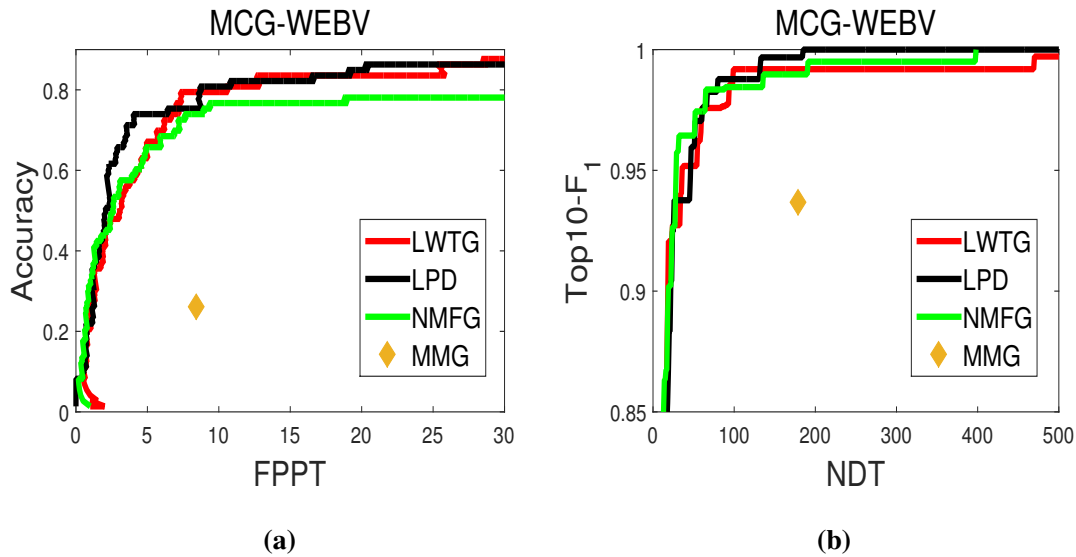 MCG-WEBV
Accuracy
0.8
0.6
0.4
0.2
0
0 5 10 15 20 25 30
FPPT
LWTG
LPD
NMFG
MMG
(a)
MCG-WEBV
Top10-F1
1
0.95
0.9
0.85
0 100 200 300 400 500
NDT
LWTG
LPD
NMFG
MMG
(b)